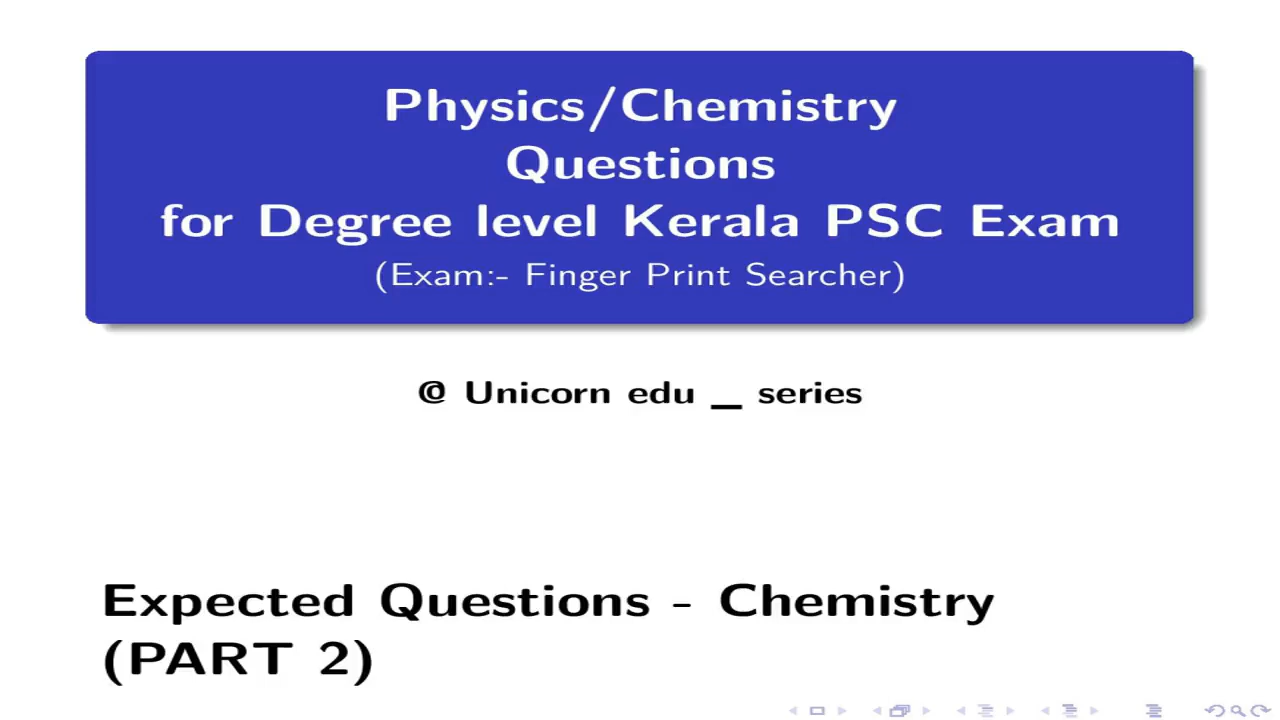 Physics/Chemistry
Questions
for Degree level Kerala PSC Exam
(Exam:- Finger Print Searcher)
@ Unicorn edu _ series
Expected Questions - Chemistry
(PART 2)